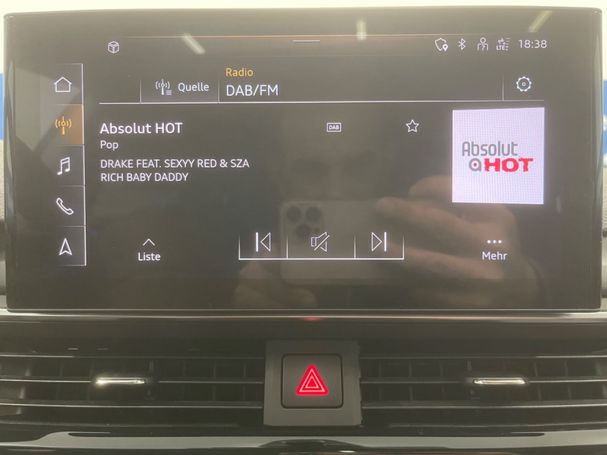 LTE
18:38
Radio
Quelle
DAB/FM
Absolut HOT
DAB
Pop
DRAKE FEAT. SEXYY RED & SZA
RICH BABY DADDY
Absolut
HOT
Liste
Mehr